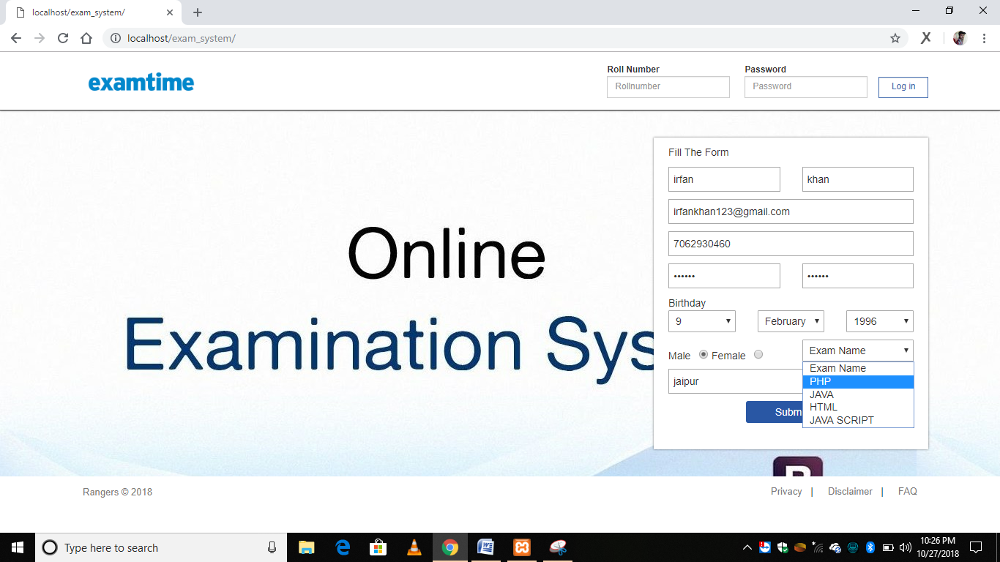 localhost/exam_system/
localhost/exam_system/
examtime
Roll Number
Password
Rollnumber
Password
Log in
Fill The Form
irfan
khan
irfankhan123@gmail.com
7062930460
••••••
••••••
Online
Examination Sys
Birthday
9
February
1996
Male
Female
Exam Name
Exam Name
PHP
JAVA
HTML
JAVA SCRIPT
jaipur
Subm
Rangers © 2018
Privacy |
Disclaimer |
FAQ
Type here to search
10:26 PM
10/27/2018